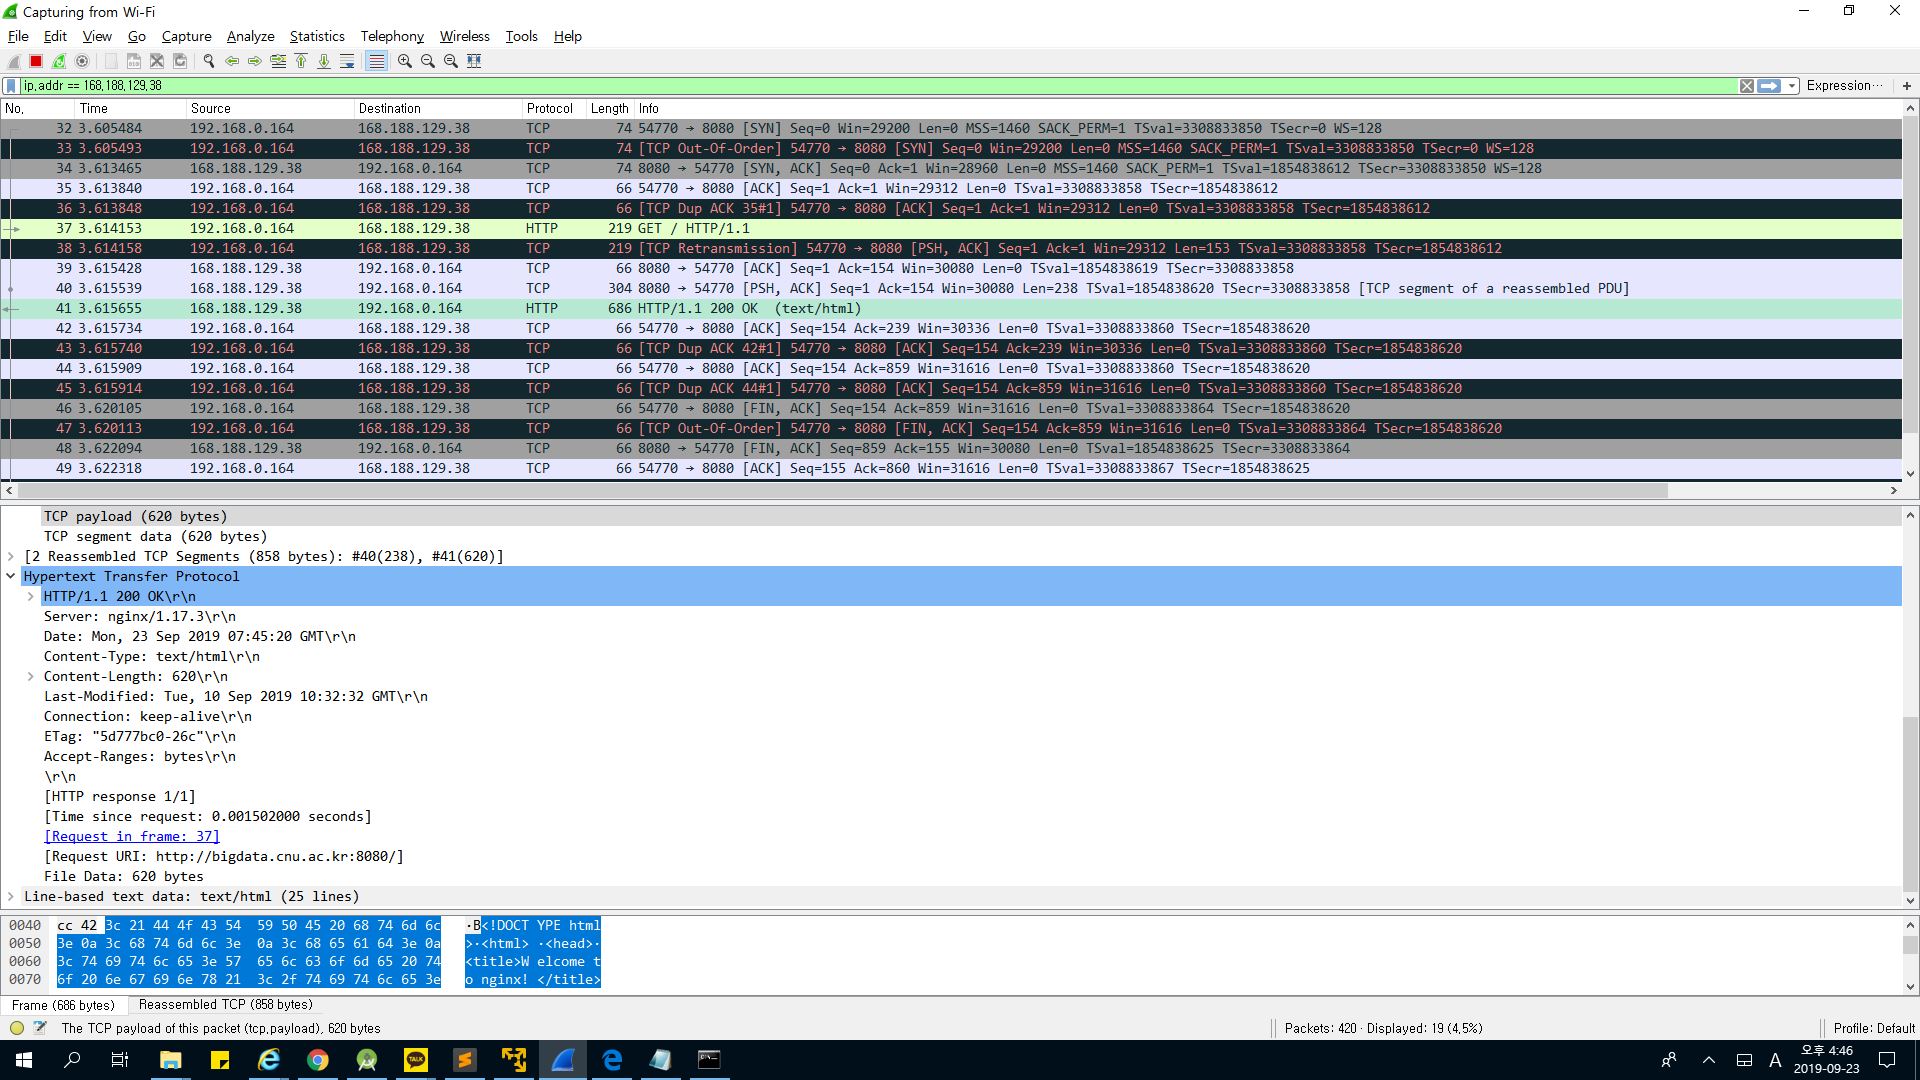 Capturing from Wi-Fi
File Edit View Go Capture Analyze Statistics Telephony Wireless Tools Help
ip.addr == 168.188.129.38 Expression… +
No. Time Source Destination Protocol Length Info
32 3.605484 192.168.0.164 168.188.129.38 TCP 74 54770 → 8080 [SYN] Seq=0 Win=29200 Len=0 MSS=1460 SACK_PERM=1 TSval=3308833850 TSecr=0 WS=128
33 3.605493 192.168.0.164 168.188.129.38 TCP 74 [TCP Out-Of-Order] 54770 → 8080 [SYN] Seq=0 Win=29200 Len=0 MSS=1460 SACK_PERM=1 TSval=3308833850 TSecr=0 WS=128
34 3.613465 168.188.129.38 192.168.0.164 TCP 74 8080 → 54770 [SYN, ACK] Seq=0 Ack=1 Win=28960 Len=0 MSS=1460 SACK_PERM=1 TSval=1854838612 TSecr=3308833850 WS=128
35 3.613840 192.168.0.164 168.188.129.38 TCP 66 54770 → 8080 [ACK] Seq=1 Ack=1 Win=29312 Len=0 TSval=3308833858 TSecr=1854838612
36 3.613848 192.168.0.164 168.188.129.38 TCP 66 [TCP Dup ACK 35#1] 54770 → 8080 [ACK] Seq=1 Ack=1 Win=29312 Len=0 TSval=3308833858 TSecr=1854838612
37 3.614153 192.168.0.164 168.188.129.38 HTTP 219 GET / HTTP/1.1
38 3.614158 192.168.0.164 168.188.129.38 TCP 219 [TCP Retransmission] 54770 → 8080 [PSH, ACK] Seq=1 Ack=1 Win=29312 Len=153 TSval=3308833858 TSecr=1854838612
39 3.615428 168.188.129.38 192.168.0.164 TCP 66 8080 → 54770 [ACK] Seq=1 Ack=154 Win=30080 Len=0 TSval=1854838619 TSecr=3308833858
40 3.615539 168.188.129.38 192.168.0.164 TCP 304 8080 → 54770 [PSH, ACK] Seq=1 Ack=154 Win=30080 Len=238 TSval=1854838620 TSecr=3308833858 [TCP segment of a reassembled PDU]
41 3.615655 168.188.129.38 192.168.0.164 HTTP 686 HTTP/1.1 200 OK (text/html)
42 3.615734 192.168.0.164 168.188.129.38 TCP 66 54770 → 8080 [ACK] Seq=154 Ack=239 Win=30336 Len=0 TSval=3308833860 TSecr=1854838620
43 3.615740 192.168.0.164 168.188.129.38 TCP 66 [TCP Dup ACK 42#1] 54770 → 8080 [ACK] Seq=154 Ack=239 Win=30336 Len=0 TSval=3308833860 TSecr=1854838620
44 3.615909 192.168.0.164 168.188.129.38 TCP 66 54770 → 8080 [ACK] Seq=154 Ack=859 Win=31616 Len=0 TSval=3308833860 TSecr=1854838620
45 3.615914 192.168.0.164 168.188.129.38 TCP 66 [TCP Dup ACK 44#1] 54770 → 8080 [ACK] Seq=154 Ack=859 Win=31616 Len=0 TSval=3308833860 TSecr=1854838620
46 3.620105 192.168.0.164 168.188.129.38 TCP 66 54770 → 8080 [FIN, ACK] Seq=154 Ack=859 Win=31616 Len=0 TSval=3308833864 TSecr=1854838620
47 3.620113 192.168.0.164 168.188.129.38 TCP 66 [TCP Out-Of-Order] 54770 → 8080 [FIN, ACK] Seq=154 Ack=859 Win=31616 Len=0 TSval=3308833864 TSecr=1854838620
48 3.622094 168.188.129.38 192.168.0.164 TCP 66 8080 → 54770 [FIN, ACK] Seq=859 Ack=155 Win=30080 Len=0 TSval=1854838625 TSecr=3308833864
49 3.622318 192.168.0.164 168.188.129.38 TCP 66 54770 → 8080 [ACK] Seq=155 Ack=860 Win=31616 Len=0 TSval=3308833867 TSecr=1854838625
TCP payload (620 bytes)
TCP segment data (620 bytes)
[2 Reassembled TCP Segments (858 bytes): #40(238), #41(620)]
Hypertext Transfer Protocol
HTTP/1.1 200 OK\r\n
Server: nginx/1.17.3\r\n
Date: Mon, 23 Sep 2019 07:45:20 GMT\r\n
Content-Type: text/html\r\n
Content-Length: 620\r\n
Last-Modified: Tue, 10 Sep 2019 10:32:32 GMT\r\n
Connection: keep-alive\r\n
ETag: "5d777bc0-26c"\r\n
Accept-Ranges: bytes\r\n
\r\n
[HTTP response 1/1]
[Time since request: 0.001502000 seconds]
[Request in frame: 37]
[Request URI: http://bigdata.cnu.ac.kr:8080/]
File Data: 620 bytes
Line-based text data: text/html (25 lines)
0040 cc 42 3c 21 44 4f 43 54 59 50 45 20 68 74 6d 6c ·B<!DOCT YPE html
0050 3e 0a 3c 68 74 6d 6c 3e 0a 3c 68 65 61 64 3e 0a >·<html> ·<head>·
0060 3c 74 69 74 6c 65 3e 57 65 6c 63 6f 6d 65 20 74 <title>W elcome t
0070 6f 20 6e 67 69 6e 78 21 3c 2f 74 69 74 6c 65 3e o nginx! </title>
Frame (686 bytes) Reassembled TCP (858 bytes)
The TCP payload of this packet (tcp.payload), 620 bytes Packets: 420 · Displayed: 19 (4.5%) Profile: Default
TALK A 오후 4:46
2019-09-23